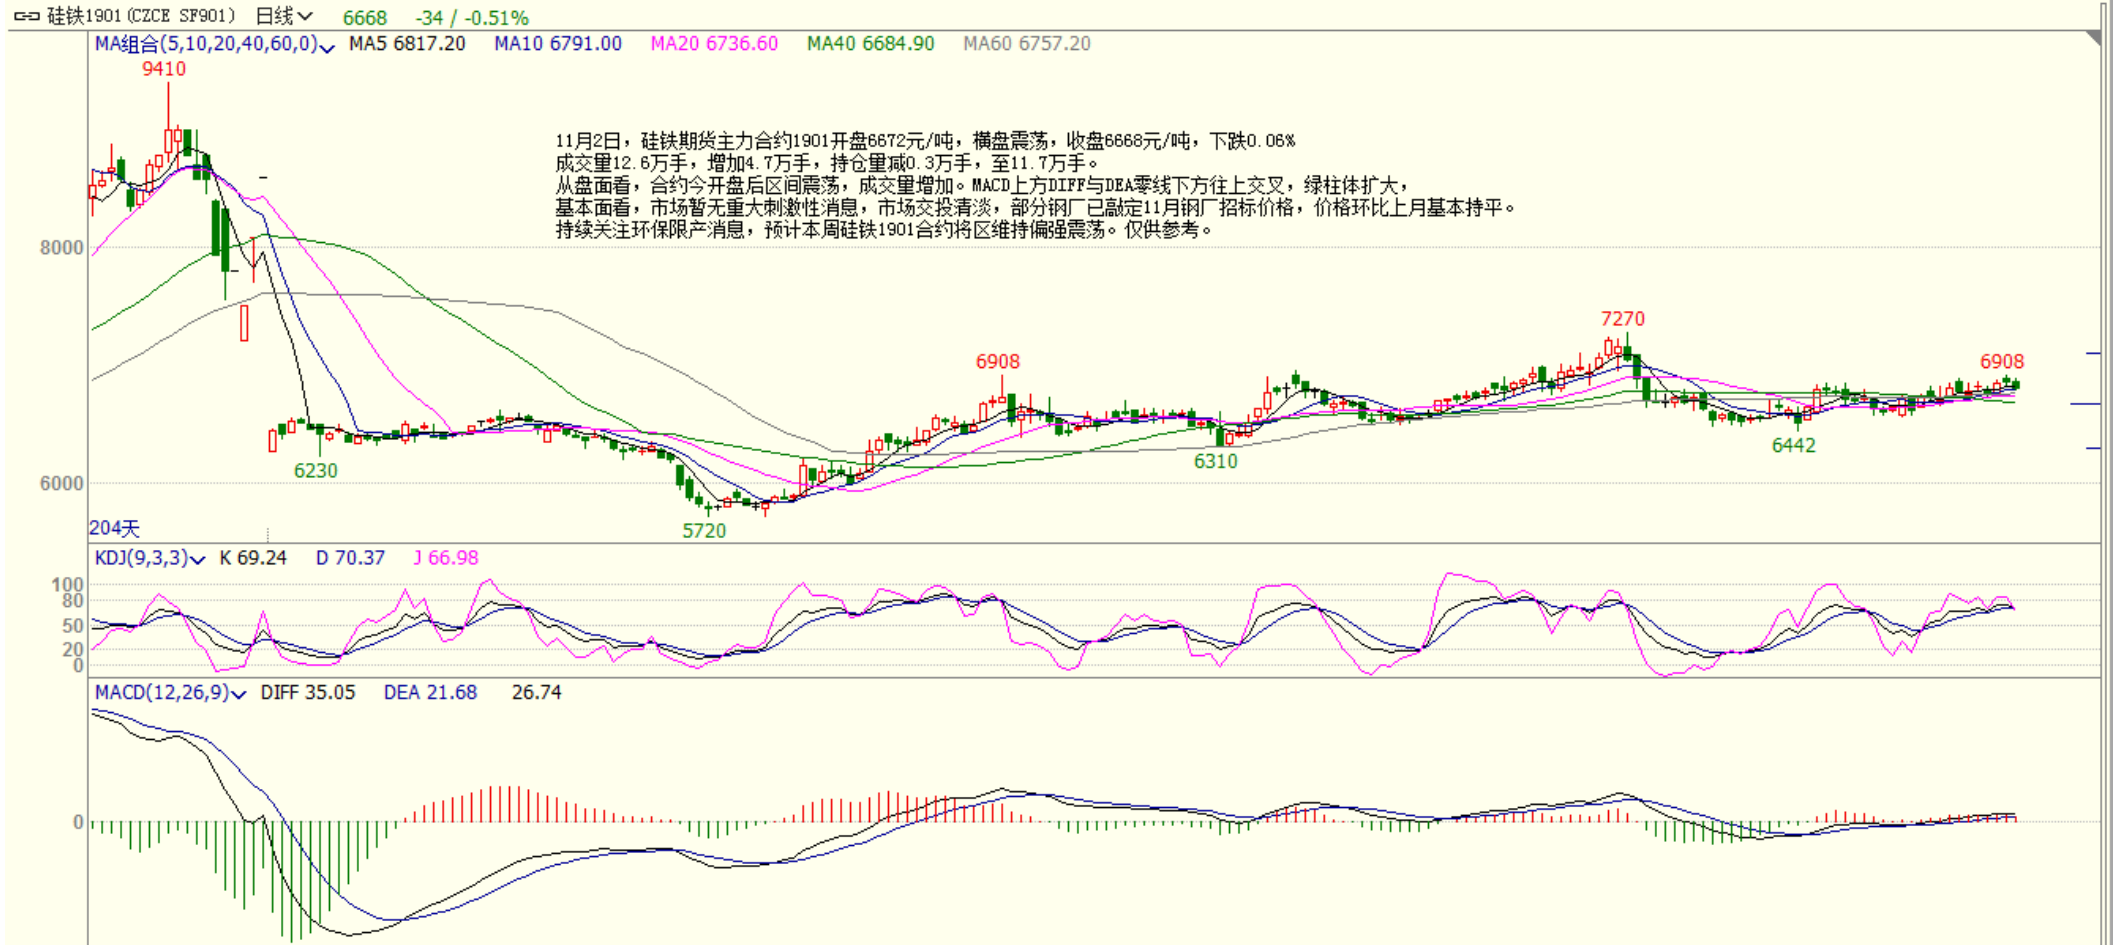 硅铁1901(CZCE SF901) 日线 6668 -34 / -0.51%
MA组合(5,10,20,40,60,0) MA5 6817.20 MA10 6791.00 MA20 6736.60 MA40 6684.90 MA60 6757.20
9410
11月2日，硅铁期货主力合约1901开盘6672元/吨，横盘震荡，收盘6668元/吨，下跌0.06%
成交量12.6万手，增加4.7万手，持仓量减0.3万手，至11.7万手。
从盘面看，合约今开盘后区间震荡，成交量增加。MACD上方DIFF与DEA零线下方往上交叉，绿柱体扩大，
基本面看，市场暂无重大刺激性消息，市场交投清淡，部分钢厂已敲定11月钢厂招标价格，价格环比上月基本持平。
持续关注环保限产消息，预计本周硅铁1901合约将区维持偏强震荡。仅供参考。
8000
7270
6908
6908
6442
6310
6230
6000
5720
204天
KDJ(9,3,3) K 69.24 D 70.37 J 66.98
100
80
50
20
0
MACD(12,26,9) DIFF 35.05 DEA 21.68 26.74
0